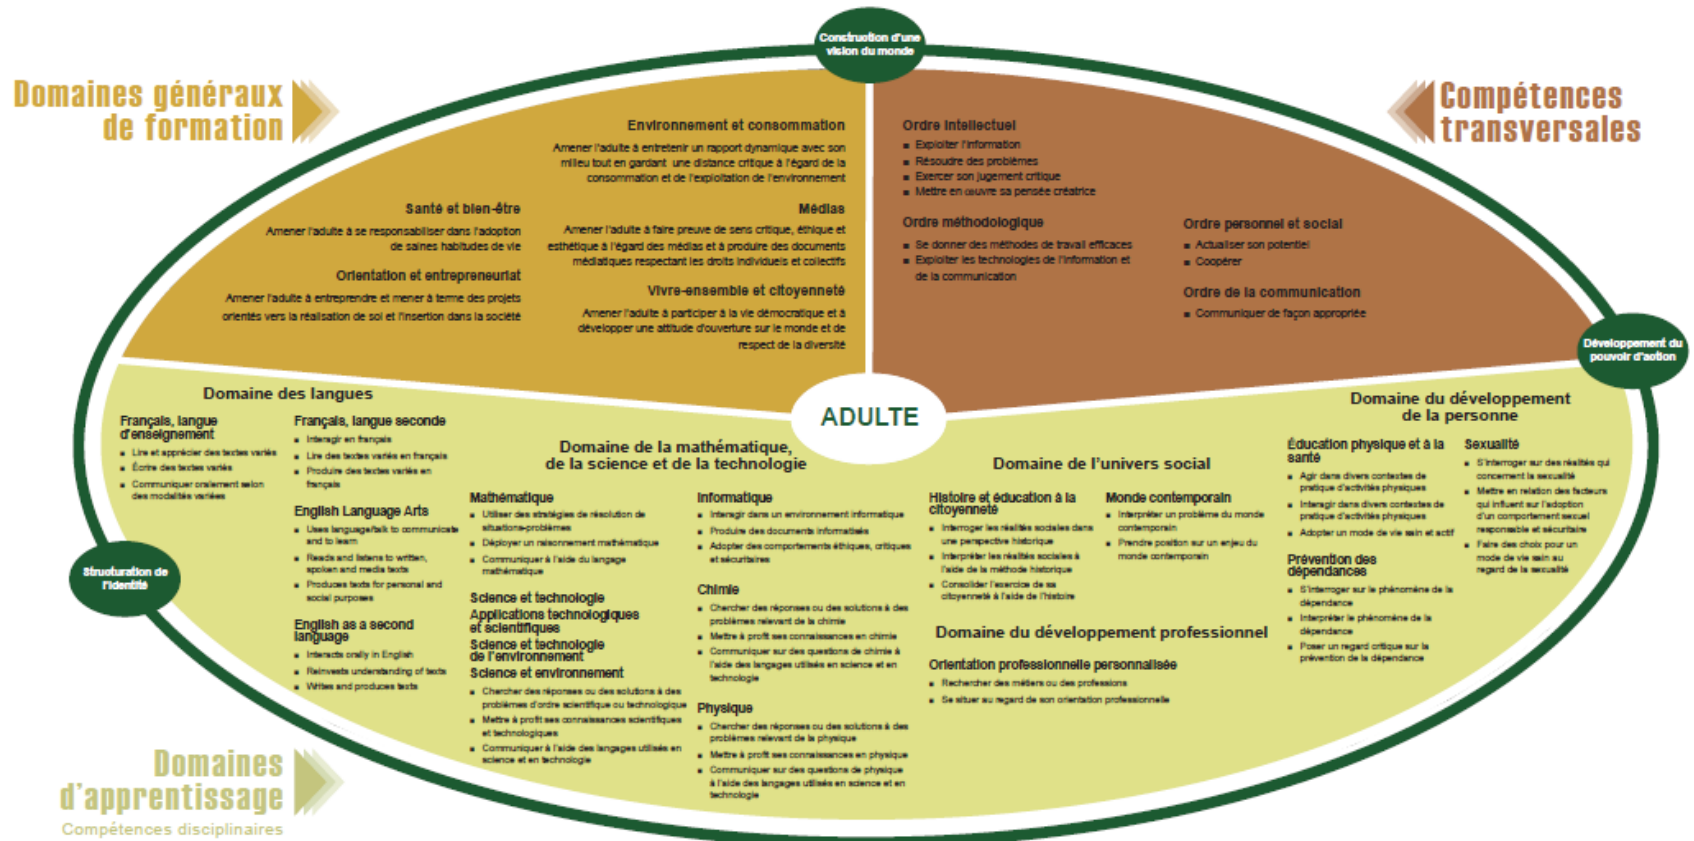 Construction d'une
vision du monde
Domaines généraux
de formation
Compétences
transversales
Environnement et consommation
Amener l'adulte à entretenir un rapport dynamique avec son
milieu tout en gardant une distance critique à l'égard de la
consommation et de l'exploitation de l'environnement
Santé et bien-être
Amener l'adulte à se responsabiliser dans l'adoption
de saines habitudes de vie
Orientation et entrepreneuriat
Amener l'adulte à entreprendre et mener à terme des projets
orientés vers la réalisation de soi et l'insertion dans la société
Médias
Amener l'adulte à faire preuve de sens critique, éthique et
esthétique à l'égard des médias et à produire des documents
médiatiques respectant les droits individuels et collectifs
Vivre-ensemble et citoyenneté
Amener l'adulte à participer à la vie démocratique et à
développer une attitude d'ouverture sur le monde et de
respect de la diversité
Ordre intellectuel
■ Exploiter l'information
■ Résoudre des problèmes
■ Exercer son jugement critique
■ Mettre en œuvre sa pensée créatrice
Ordre méthodologique
■ Se donner des méthodes de travail efficaces
■ Exploiter les technologies de l'information et
de la communication
Ordre personnel et social
■ Actualiser son potentiel
■ Coopérer
Ordre de la communication
■ Communiquer de façon appropriée
Développement du
pouvoir d'action
ADULTE
Domaine des langues
Français, langue
d'enseignement
■ Lire et apprécier des textes variés
■ Écrire des textes variés
■ Communiquer oralement selon
des modalités variées
Français, langue seconde
■ Interagir en français
■ Lire des textes variés en français
■ Produire des textes variés en
français
English Language Arts
■ Uses language/talk to communicate
and to learn
■ Reads and listens to written,
spoken and media texts
■ Produces texts for personal and
social purposes
English as a second
language
■ Interacts orally in English
■ Reinvests understanding of texts
■ Writes and produces texts
Structuration de
l'identité
Domaine de la mathématique,
de la science et de la technologie
Mathématique
■ Utiliser des stratégies de résolution de
situations-problèmes
■ Déployer un raisonnement mathématique
■ Communiquer à l'aide du langage
mathématique
Science et technologie
Applications technologiques
et scientifiques
Science et technologie
de l'environnement
Science et environnement
■ Chercher des réponses ou des solutions à des
problèmes d'ordre scientifique ou technologique
■ Mettre à profit ses connaissances scientifiques
et technologiques
■ Communiquer à l'aide des langages utilisés en
science et en technologie
Informatique
■ Interagir dans un environnement informatique
■ Produire des documents informatisés
■ Adopter des comportements éthiques, critiques
et sécuritaires
Chimie
■ Chercher des réponses ou des solutions à des
problèmes relevant de la chimie
■ Mettre à profit ses connaissances en chimie
■ Communiquer sur des questions de chimie à
l'aide des langages utilisés en science et en
technologie
Physique
■ Chercher des réponses ou des solutions à des
problèmes relevant de la physique
■ Mettre à profit ses connaissances en physique
■ Communiquer sur des questions de physique
à l'aide des langages utilisés en science et en
technologie
Domaine de l'univers social
Histoire et éducation à la
citoyenneté
■ Interroger les réalités sociales dans
une perspective historique
■ Interpréter les réalités sociales à
l'aide de la méthode historique
■ Consolider l'exercice de sa
citoyenneté à l'aide de l'histoire
Monde contemporain
■ Interpréter un problème du monde
contemporain
■ Prendre position sur un enjeu du
monde contemporain
Domaine du développement professionnel
Orientation professionnelle personnalisée
■ Rechercher des métiers ou des professions
■ Se situer au regard de son orientation professionnelle
Domaine du développement
de la personne
Éducation physique et à la
santé
■ Agir dans divers contextes de
pratique d'activités physiques
■ Interagir dans divers contextes de
pratique d'activités physiques
■ Adopter un mode de vie sain et actif
Prévention des
dépendances
■ S'interroger sur le phénomène de la
dépendance
■ Interpréter le phénomène de la
dépendance
■ Poser un regard critique sur la
prévention de la dépendance
Sexualité
■ S'interroger sur des réalités qui
concernent la sexualité
■ Mettre en relation des facteurs
qui influent sur l'adoption
d'un comportement sexuel
responsable et sécuritaire
■ Faire des choix pour un
mode de vie sain au
regard de la sexualité
Domaines
d'apprentissage
Compétences disciplinaires